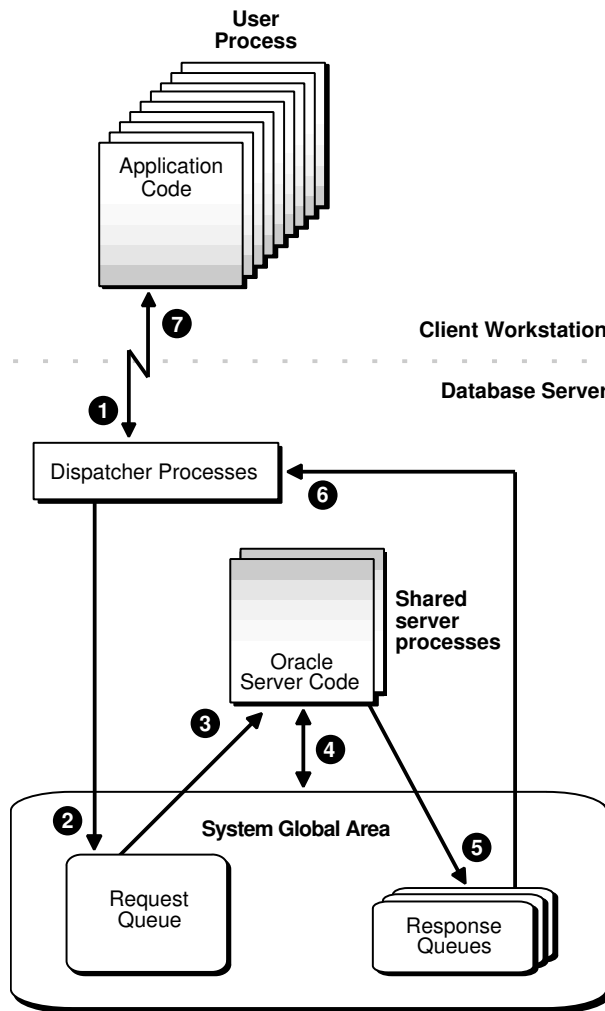 User
Process
Application
Code
7
Client Workstation
Database Server
1
Dispatcher Processes
6
Shared
server
processes
Oracle
Server Code
3
4
2
System Global Area
5
Request
Queue
Response
Queues